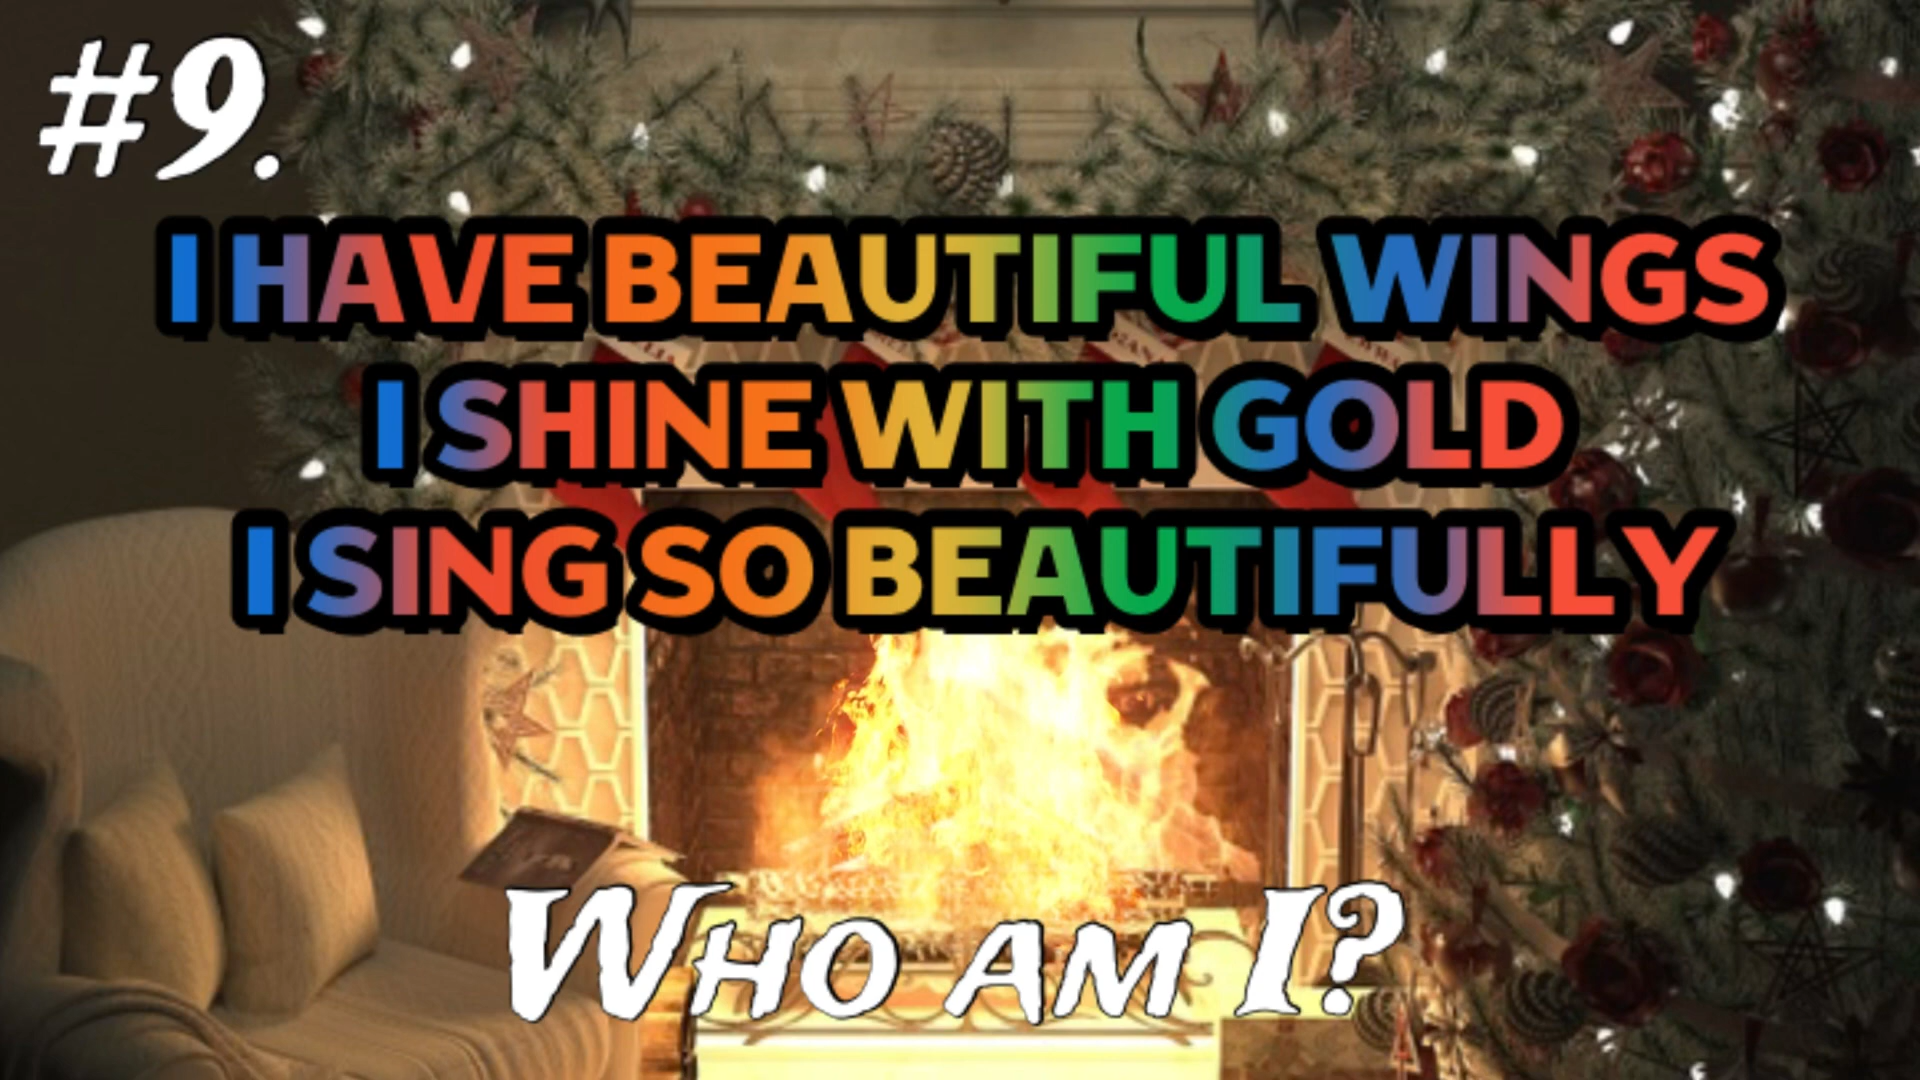 #9.
I HAVE BEAUTIFUL WINGS
I SHINE WITH GOLD
I SING SO BEAUTIFULLY
WHO AM I?